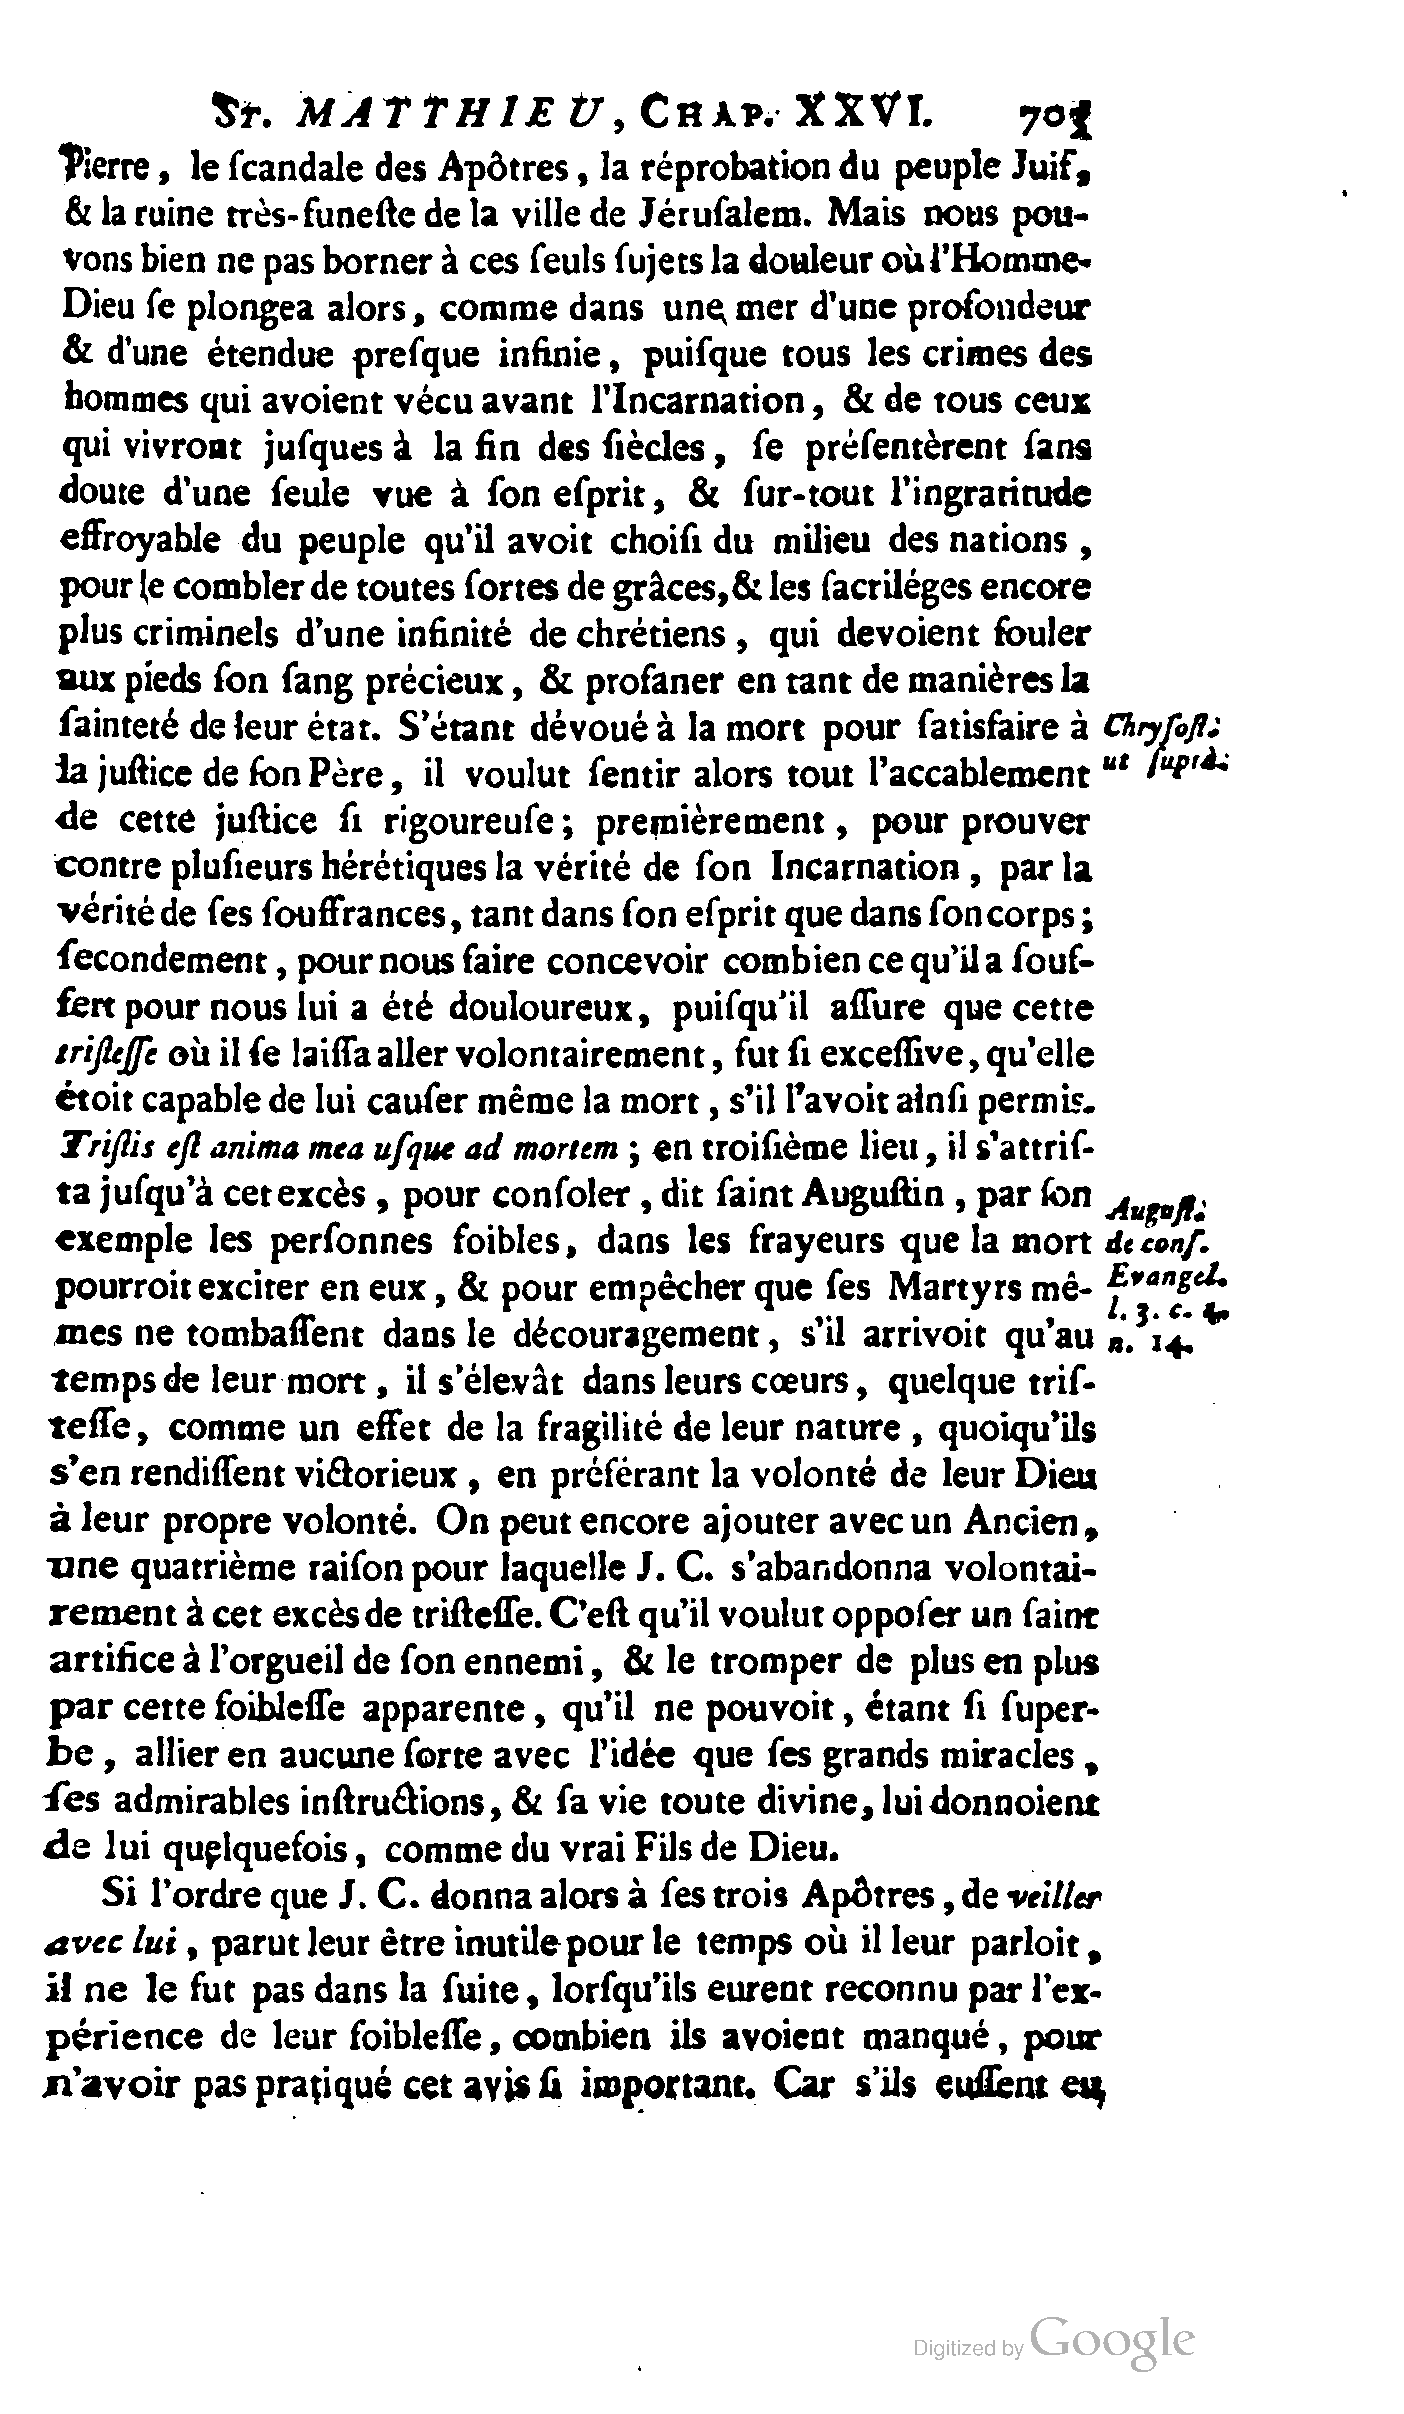 St. MATTHIEU, CHAP. XXVI. 705
Pierre, le ſcandale des Apôtres, la réprobation du peuple Juif,
& la ruine très-funeſte de la ville de Jéruſalem. Mais nous pou-
vons bien ne pas borner à ces ſeuls ſujets la douleur où l'Homme-
Dieu ſe plongea alors, comme dans une mer d'une profondeur
& d'une étendue preſque infinie, puiſque tous les crimes des
hommes qui avoient vécu avant l'Incarnation, & de tous ceux
qui vivront juſques à la fin des ſiècles, ſe préſentèrent ſans
doute d'une ſeule vue à ſon eſprit, & ſur-tout l'ingratitude
effroyable du peuple qu'il avoit choiſi du milieu des nations,
pour le combler de toutes ſortes de grâces, & les ſacriléges encore
plus criminels d'une infinité de chrétiens, qui devoient fouler
aux pieds ſon ſang précieux, & profaner en tant de manières la
ſainteté de leur état. S'étant dévoué à la mort pour ſatisfaire à
la juſtice de ſon Père, il voulut ſentir alors tout l'accablement
de cette juſtice ſi rigoureuſe; premièrement, pour prouver
contre pluſieurs hérétiques la vérité de ſon Incarnation, par la
vérité de ſes ſouffrances, tant dans ſon eſprit que dans ſon corps;
ſecondement, pour nous faire concevoir combien ce qu'il a ſouf-
fert pour nous lui a été douloureux, puiſqu'il aſſure que cette
triſteſſe où il ſe laiſſa aller volontairement, fut ſi exceſſive, qu'elle
étoit capable de lui cauſer même la mort, s'il l'avoit ainſi permis.
Triſtis eſt anima mea uſque ad mortem; en troiſième lieu, il s'attriſ-
ta juſqu'à cet excès, pour conſoler, dit ſaint Auguſtin, par ſon
exemple les perſonnes foibles, dans les frayeurs que la mort
pourroit exciter en eux, & pour empêcher que ſes Martyrs mê-
mes ne tombaſſent dans le découragement, s'il arrivoit qu'au
temps de leur mort, il s'élevât dans leurs cœurs, quelque triſ-
teſſe, comme un effet de la fragilité de leur nature, quoiqu'ils
s'en rendiſſent victorieux, en préférant la volonté de leur Dieu
à leur propre volonté. On peut encore ajouter avec un Ancien,
une quatrième raiſon pour laquelle J. C. s'abandonna volontai-
rement à cet excès de triſteſſe. C'eſt qu'il voulut oppoſer un ſaint
artifice à l'orgueil de ſon ennemi, & le tromper de plus en plus
par cette foibleſſe apparente, qu'il ne pouvoit, étant ſi ſuper-
be, allier en aucune ſorte avec l'idée que ſes grands miracles,
ſes admirables inſtructions, & ſa vie toute divine, lui donnoient
de lui quelquefois, comme du vrai Fils de Dieu.
Si l'ordre que J. C. donna alors à ſes trois Apôtres, de veiller
avec lui, parut leur être inutile pour le temps où il leur parloit,
il ne le fut pas dans la ſuite, lorſqu'ils eurent reconnu par l'ex-
périence de leur foibleſſe, combien ils avoient manqué, pour
n'avoir pas pratiqué cet avis ſi important. Car s'ils euſſent eu
Chryſoſt.
ut ſuprà.
Auguſt.
de conſ.
Evangel.
l. 3. c. 4.
n. 14.
Digitized by Google